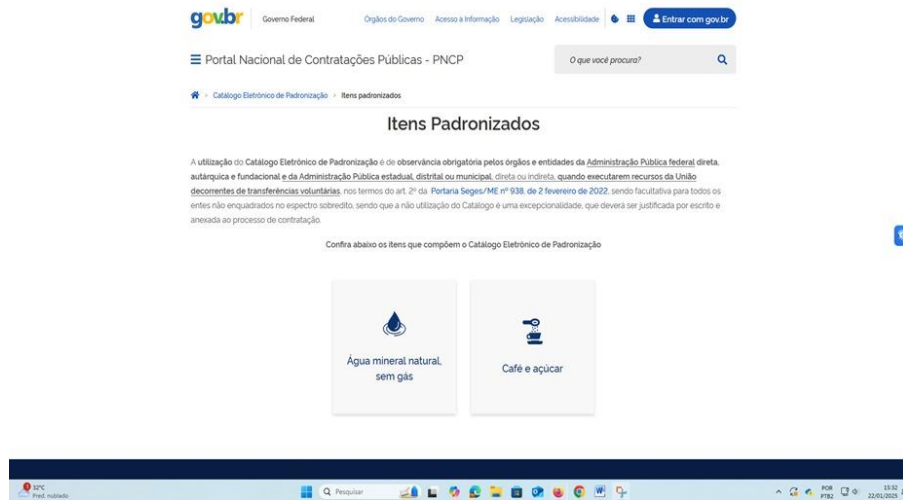 gov.br Governo Federal Órgãos do Governo Acesso à Informação Legislação Acessibilidade Entrar com gov.br
Portal Nacional de Contratações Públicas - PNCP O que você procura?
> Catálogo Eletrônico de Padronização > Itens padronizados
Itens Padronizados
A utilização do Catálogo Eletrônico de Padronização é de observância obrigatória pelos órgãos e entidades da Administração Pública federal direta,
autárquica e fundacional e da Administração Pública estadual, distrital ou municipal, direta ou indireta, quando executarem recursos da União
decorrentes de transferências voluntárias, nos termos do art. 2º da Portaria Seges/ME nº 938, de 2 fevereiro de 2022, sendo facultativa para todos os
entes não enquadrados no espectro sobredito, sendo que a não utilização do Catálogo é uma excepcionalidade, que deverá ser justificada por escrito e
anexada ao processo de contratação.
Confira abaixo os itens que compõem o Catálogo Eletrônico de Padronização
Água mineral natural,
sem gás
Café e açúcar
32°C
Pred. nublado
Pesquisar
POR
PTB2
15:32
22/01/2025